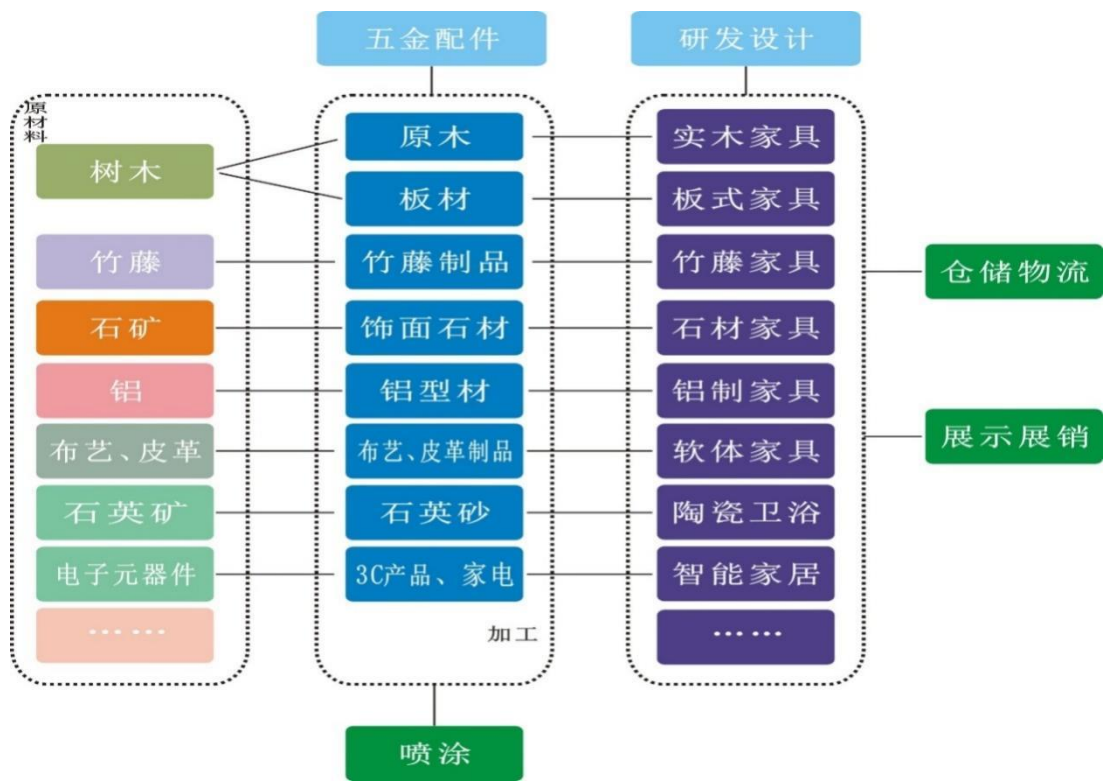 五金配件
研发设计
原材料
树木
原木
实木家具
板材
板式家具
竹藤
竹藤制品
竹藤家具
仓储物流
石矿
饰面石材
石材家具
铝
铝型材
铝制家具
展示展销
布艺、皮革
布艺、皮革制品
软体家具
石英矿
石英砂
陶瓷卫浴
电子元器件
3C产品、家电
智能家居
……
加工
……
喷涂